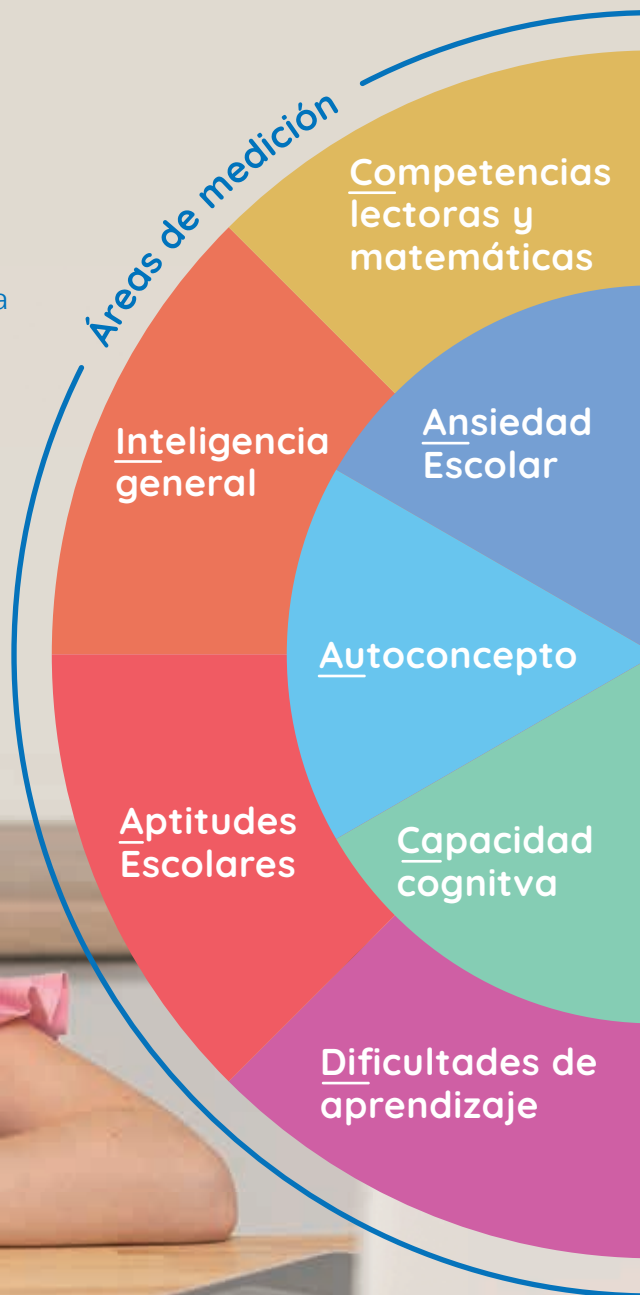 Áreas de medición
Competencias
lectoras y
matemáticas
a
Ansiedad
Escolar
Inteligencia
general
Autoconcepto
Aptitudes
Escolares
Capacidad
cognitva
Dificultades de
aprendizaje